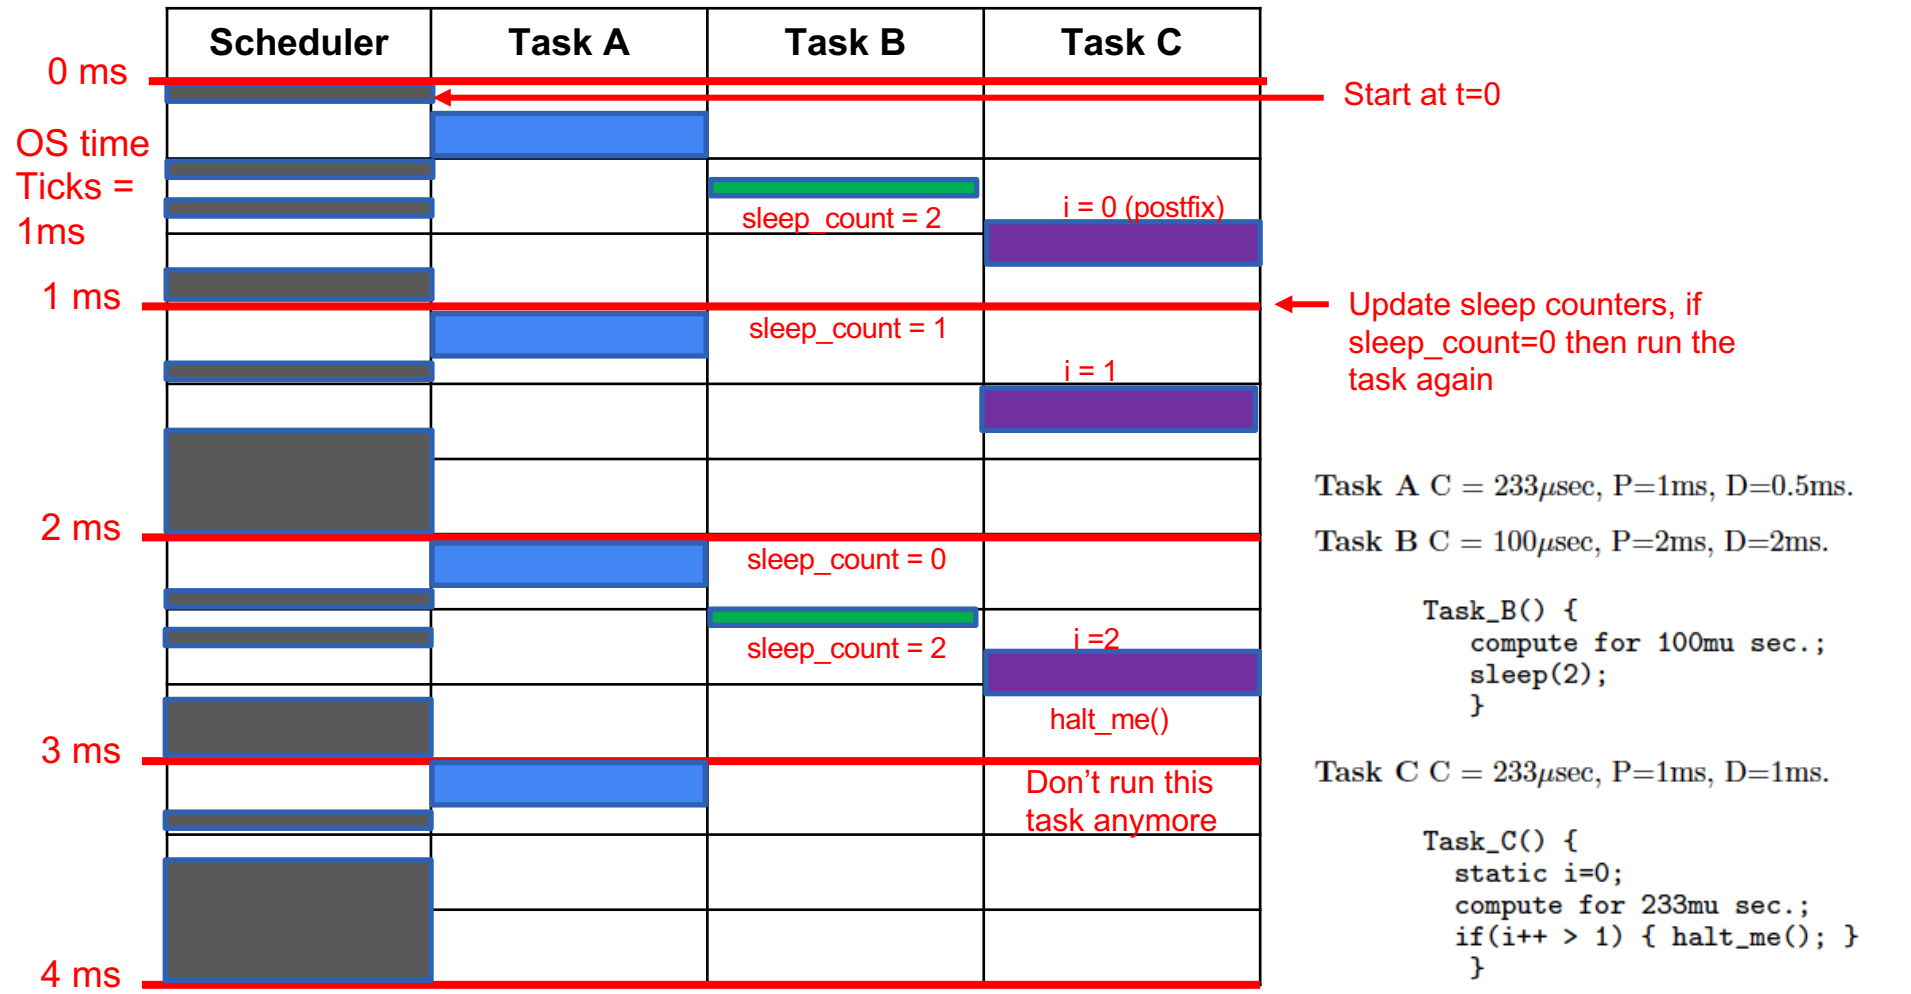 Scheduler Task A Task B Task C
0 ms
Start at t=0
OS time
Ticks =
1ms
sleep_count = 2
i = 0 (postfix)
1 ms
Update sleep counters, if
sleep_count=0 then run the
task again
sleep_count = 1
i = 1
Task A C = 233μsec, P=1ms, D=0.5ms.
2 ms
Task B C = 100μsec, P=2ms, D=2ms.
sleep_count = 0
Task_B() {
compute for 100mu sec.;
sleep(2);
}
sleep_count = 2
i =2
halt_me()
3 ms
Don't run this
task anymore
Task C C = 233μsec, P=1ms, D=1ms.
Task_C() {
static i=0;
compute for 233mu sec.;
if(i++ > 1) { halt_me(); }
}
4 ms